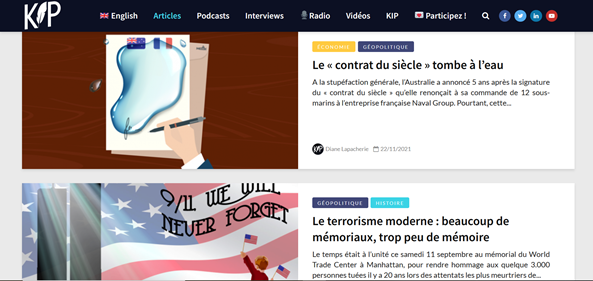 KIP
English Articles Podcasts Interviews Radio Vidéos KIP Participez !
ÉCONOMIE GÉOPOLITIQUE
Le « contrat du siècle » tombe à l'eau
A la stupéfaction générale, l'Australie a annoncé 5 ans après la signature
du « contrat du siècle » qu'elle renonçait à sa commande de 12 sous-
marins à l'entreprise française Naval Group. Pourtant, cette...
KIP Diane Lapacherie 22/11/2021
9/11 WE WILL
NEVER FORGET
GÉOPOLITIQUE HISTOIRE
Le terrorisme moderne : beaucoup de
mémoriaux, trop peu de mémoire
Le temps était à l'unité ce samedi 11 septembre au mémorial du World
Trade Center à Manhattan, pour rendre hommage aux quelque 3.000
personnes tuées il y a 20 ans lors des attentats les plus meurtriers de...